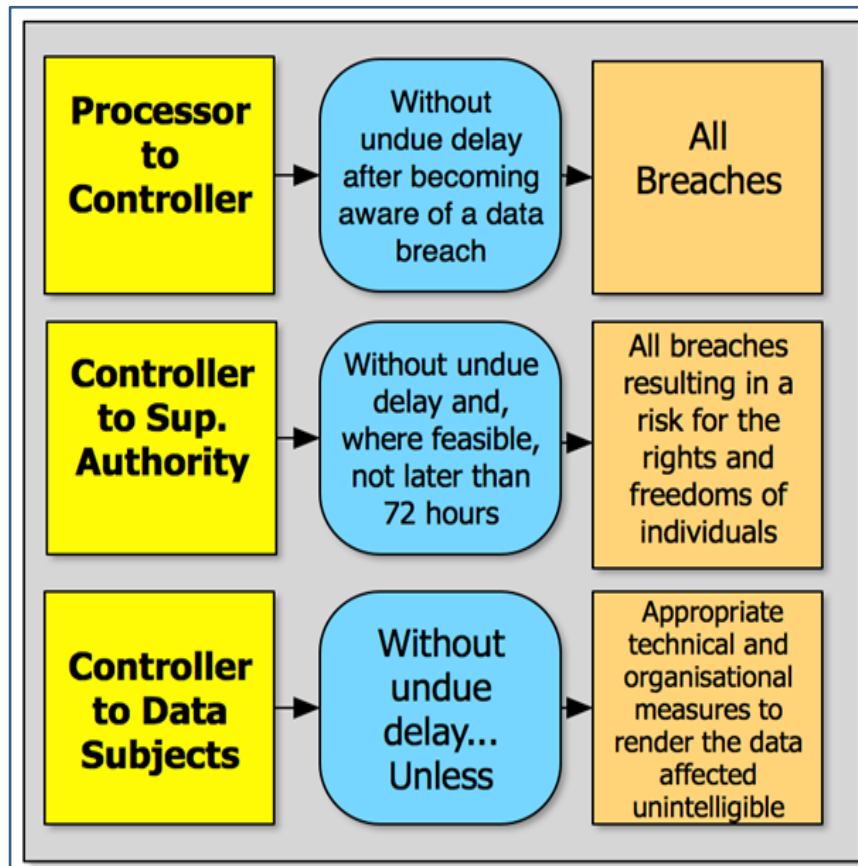 Processor
to
Controller
Without
undue delay
after becoming
aware of a data
breach
All
Breaches
Controller
to Sup.
Authority
Without undue
delay and,
where feasible,
not later than
72 hours
All breaches
resulting in a
risk for the
rights and
freedoms of
individuals
Controller
to Data
Subjects
Without
undue
delay...
Unless
Appropriate
technical and
organisational
measures to
render the data
affected
unintelligible